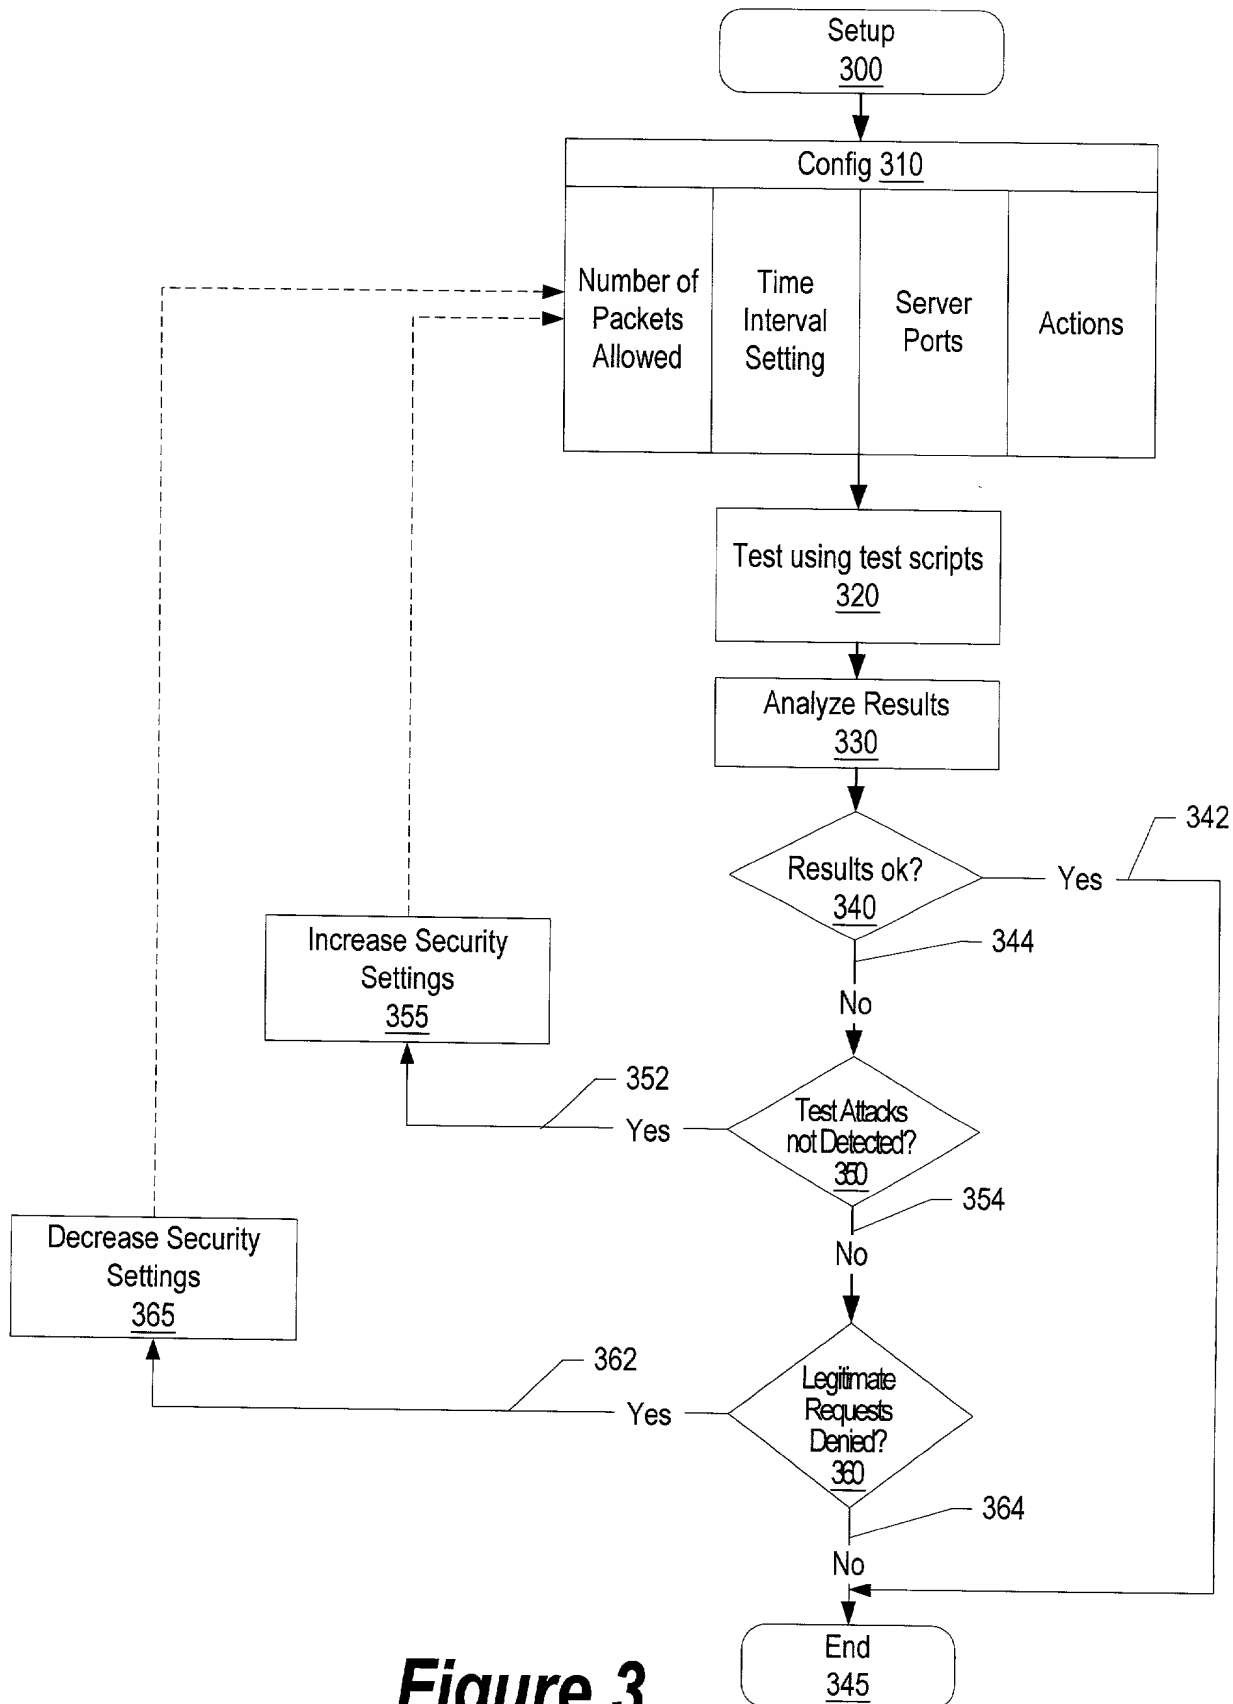 Setup
300
Config 310
Number of
Packets
Allowed
Time
Interval
Setting
Server
Ports
Actions
Test using test scripts
320
Analyze Results
330
Results ok?
340
Yes
342
344
No
Increase Security
Settings
355
352
Yes
Test Attacks
not Detected?
350
354
No
Decrease Security
Settings
365
362
Yes
Legitimate
Requests
Denied?
360
364
No
End
345
Figure 3